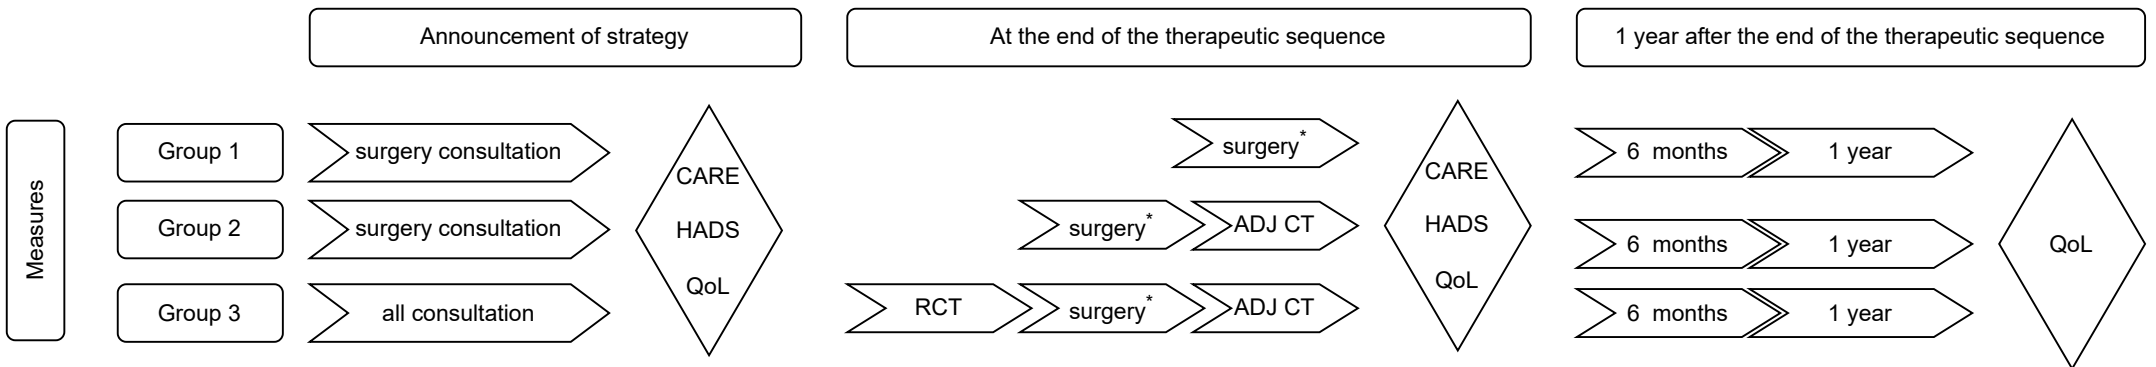 Announcement of strategy
At the end of the therapeutic sequence
1 year after the end of the therapeutic sequence
Measures
Group 1
surgery consultation
Group 2
surgery consultation
Group 3
all consultation
CARE
HADS
QoL
surgery*
surgery*
ADJ CT
RCT
surgery*
ADJ CT
CARE
HADS
QoL
6 months
1 year
6 months
1 year
6 months
1 year
QoL